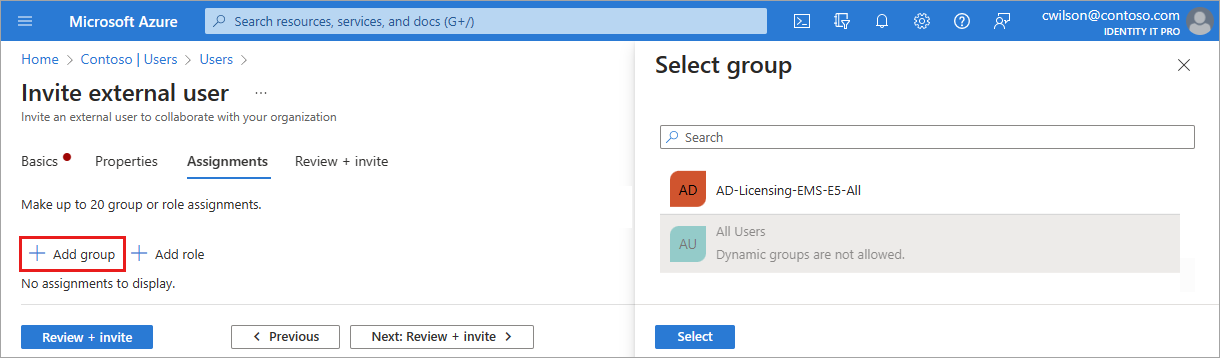 Microsoft Azure
Search resources, services, and docs (G+/)
cwilson@contoso.com
IDENTITY IT PRO
Home > Contoso | Users > Users >
Invite external user ...
Invite an external user to collaborate with your organization
Basics Properties Assignments Review + invite
Make up to 20 group or role assignments.
+ Add group + Add role
No assignments to display.
Review + invite < Previous Next: Review + invite >
Select group
Search
AD AD-Licensing-EMS-E5-All
AU All Users
Dynamic groups are not allowed.
Select